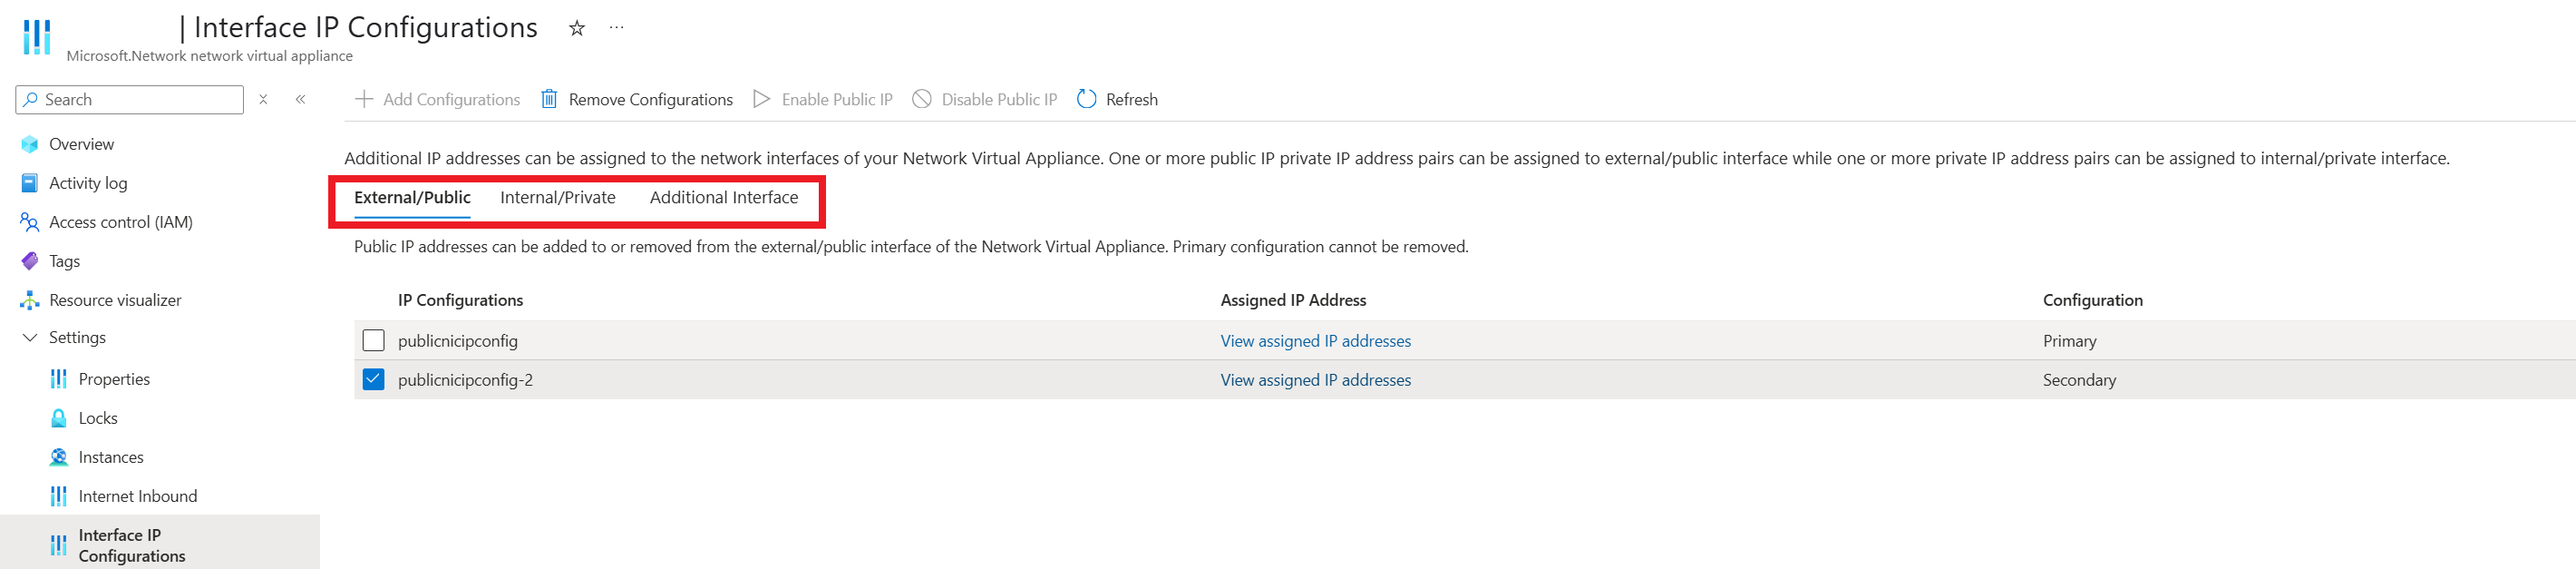 | Interface IP Configurations
Microsoft.Network network virtual appliance
Search
Add Configurations Remove Configurations Enable Public IP Disable Public IP Refresh
Overview
Activity log
Access control (IAM)
Tags
Resource visualizer
Settings
Properties
Locks
Instances
Internet Inbound
Interface IP
Configurations
Additional IP addresses can be assigned to the network interfaces of your Network Virtual Appliance. One or more public IP private IP address pairs can be assigned to external/public interface while one or more private IP address pairs can be assigned to internal/private interface.
External/Public Internal/Private Additional Interface
Public IP addresses can be added to or removed from the external/public interface of the Network Virtual Appliance. Primary configuration cannot be removed.
IP Configurations Assigned IP Address Configuration
publicnicipconfig View assigned IP addresses Primary
publicnicipconfig-2 View assigned IP addresses Secondary